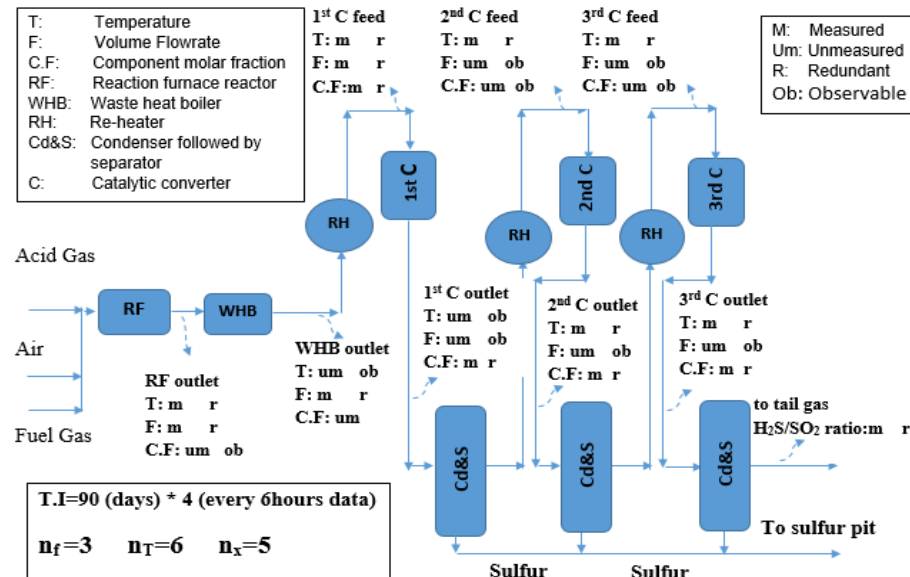 T: Temperature
F: Volume Flowrate
C.F: Component molar fraction
RF: Reaction furnace reactor
WHB: Waste heat boiler
RH: Re-heater
Cd&S: Condenser followed by
separator
C: Catalytic converter
1st C feed
T: m r
F: m r
C.F:m r
2nd C feed
T: m r
F: um ob
C.F: um ob
3rd C feed
T: m r
F: um ob
C.F: um ob
M: Measured
Um: Unmeasured
R: Redundant
Ob: Observable
1st C
2nd C
3rd C
RH
RH
RH
Acid Gas
Air
Fuel Gas
RF
WHB
RF outlet
T: m r
F: m r
C.F: um ob
WHB outlet
T: um ob
F: m r
C.F: um
1st C outlet
T: um ob
F: um ob
C.F: m r
2nd C outlet
T: m r
F: um ob
C.F: m r
3rd C outlet
T: m r
F: um ob
C.F: m r
Cd&S
Cd&S
Cd&S
to tail gas
H2S/SO2 ratio:m r
To sulfur pit
Sulfur
Sulfur
T.I=90 (days) * 4 (every 6hours data)
nf=3 nT=6 nx=5